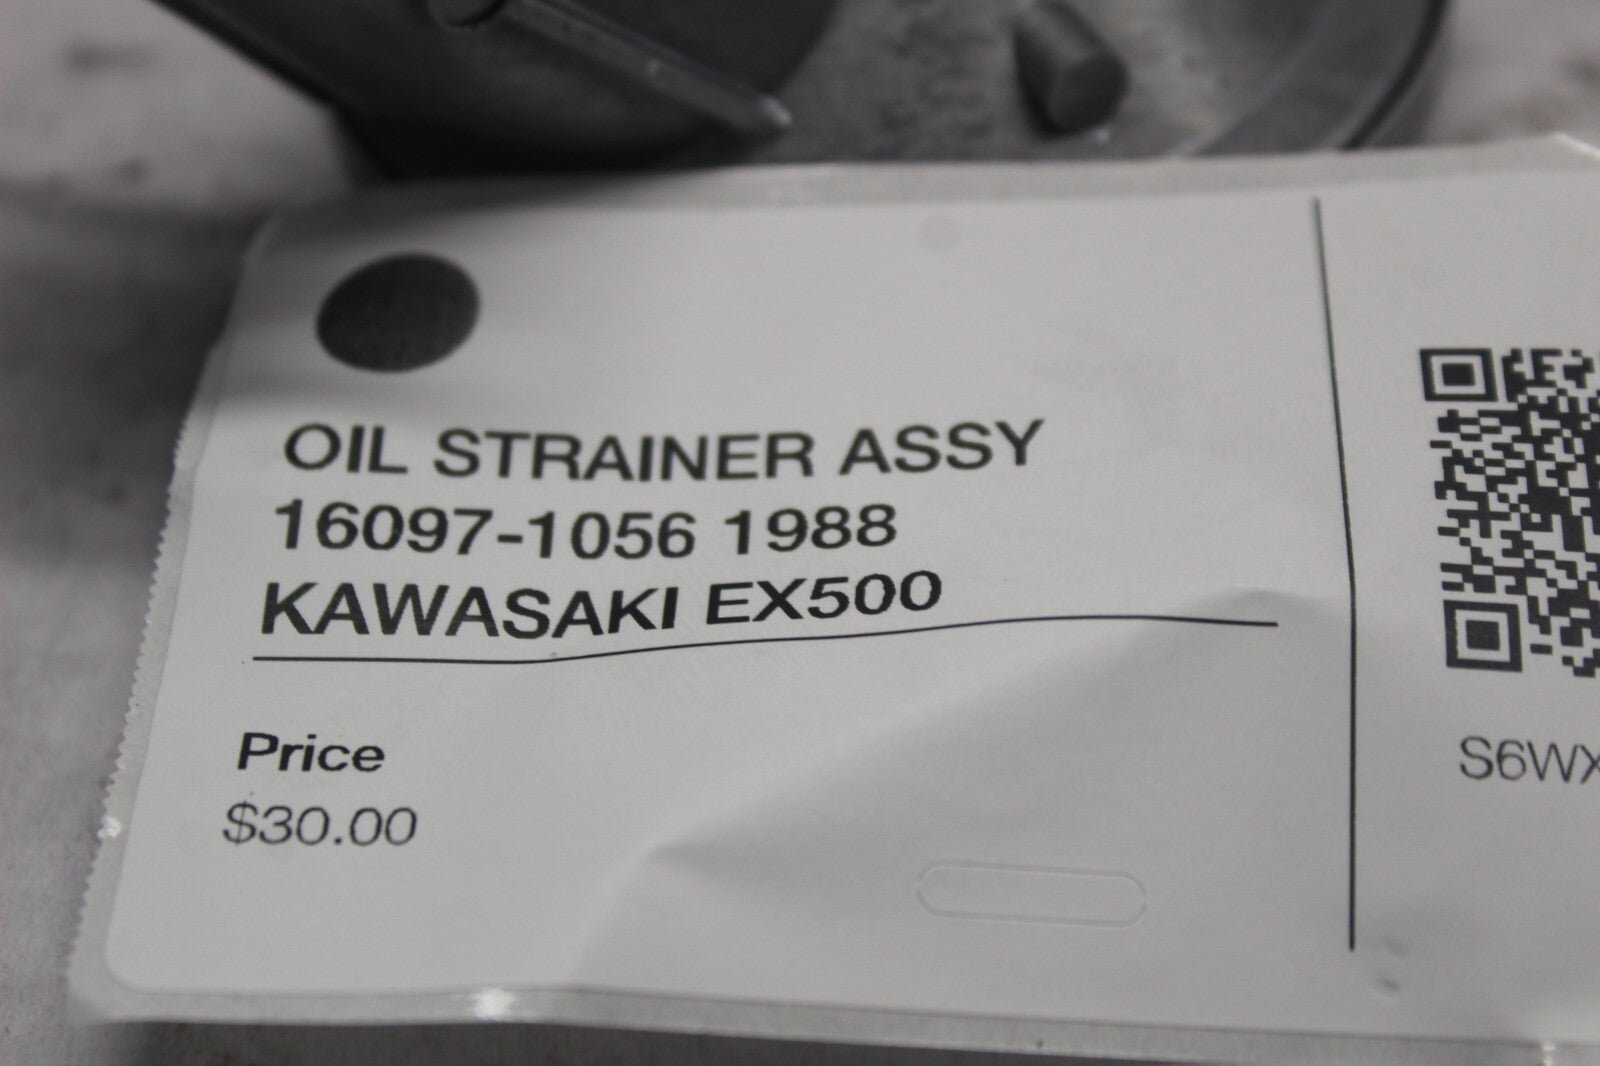 OIL STRAINER ASSY
16097-1056 1988
KAWASAKI EX500
Price
$30.00
S6WX